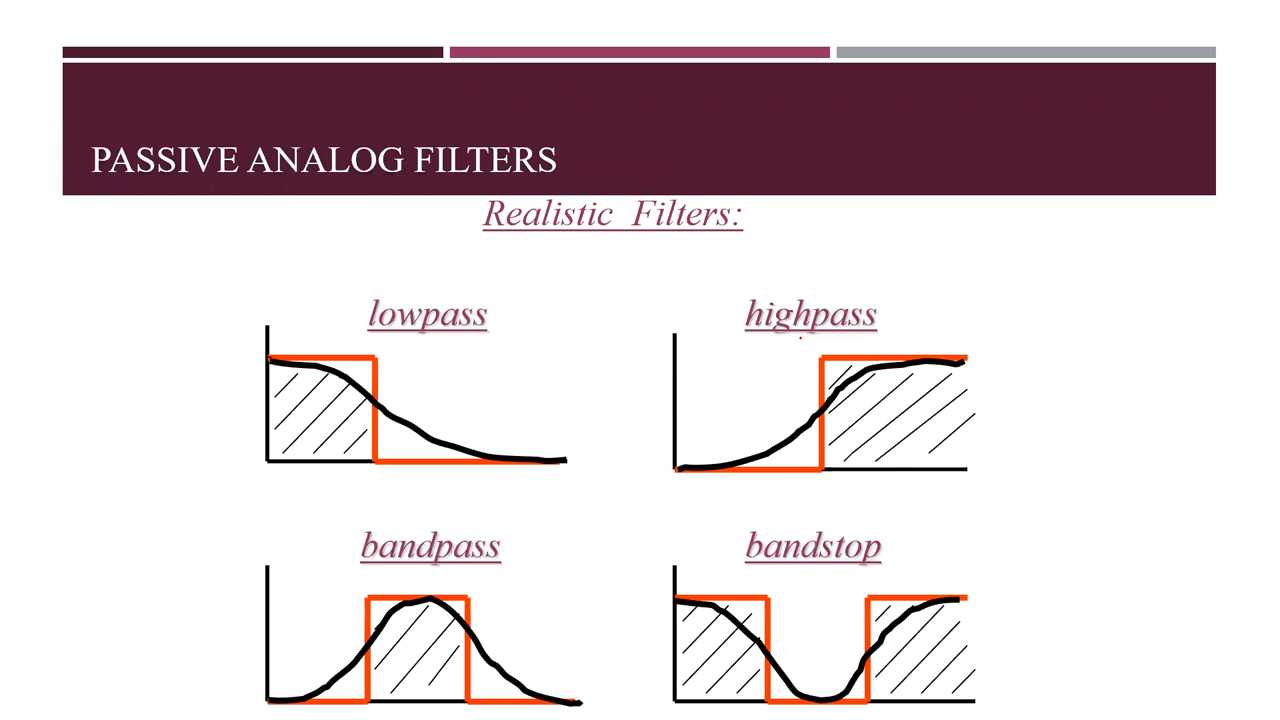 PASSIVE ANALOG FILTERS
Realistic Filters:
lowpass
highpass
bandpass
bandstop